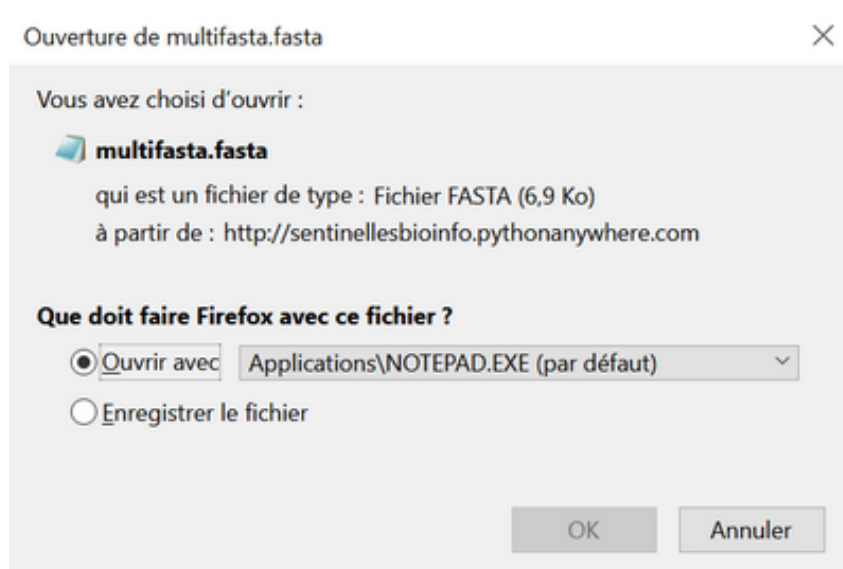 Ouverture de multifasta.fasta
Vous avez choisi d'ouvrir :
multifasta.fasta
qui est un fichier de type : Fichier FASTA (6,9 Ko)
à partir de : http://sentinellesbioinfo.pythonanywhere.com
Que doit faire Firefox avec ce fichier ?
Ouvrir avec Applications\NOTEPAD.EXE (par défaut)
Enregistrer le fichier
OK Annuler